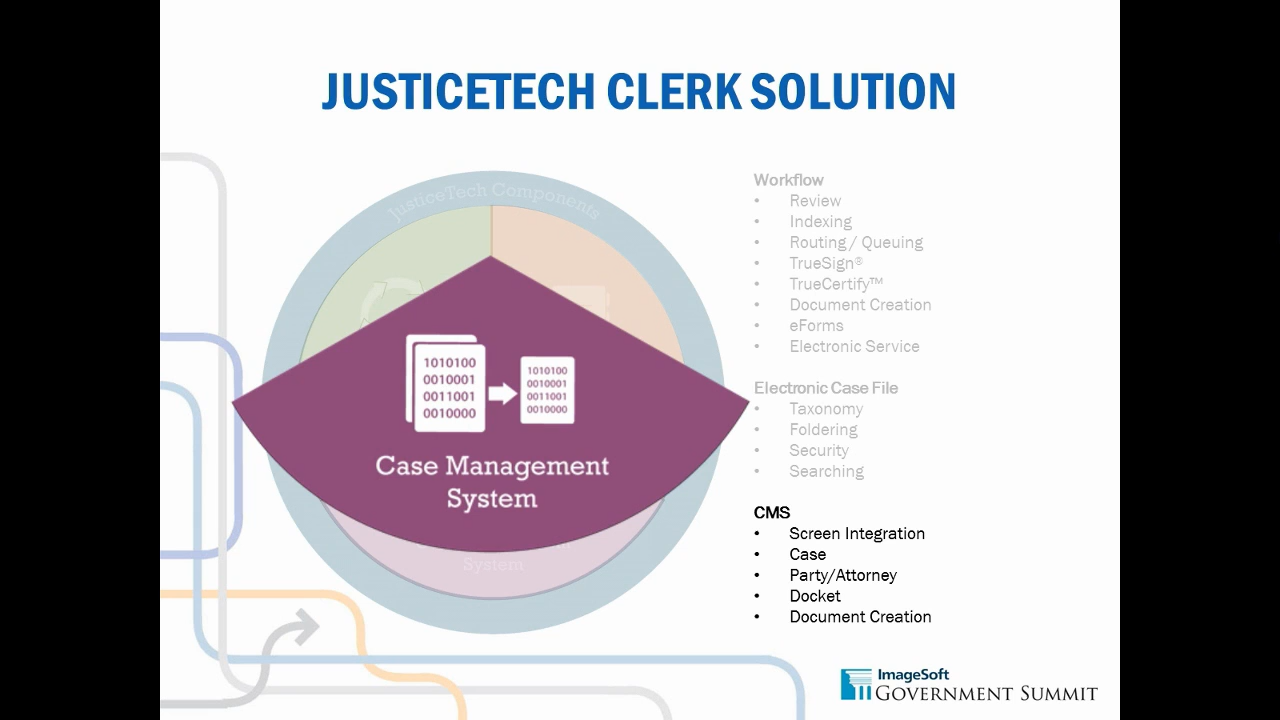 JUSTICETECH CLERK SOLUTION
JusticeTech Components
1010100
0010001
0011001
0010000
1010100
0010001
0011001
0010000
Case Management
System
System
Workflow
• Review
• Indexing
• Routing / Queuing
• TrueSign®
• TrueCertify™
• Document Creation
• eForms
• Electronic Service
Electronic Case File
• Taxonomy
• Foldering
• Security
• Searching
CMS
• Screen Integration
• Case
• Party/Attorney
• Docket
• Document Creation
ImageSoft
GOVERNMENT SUMMIT